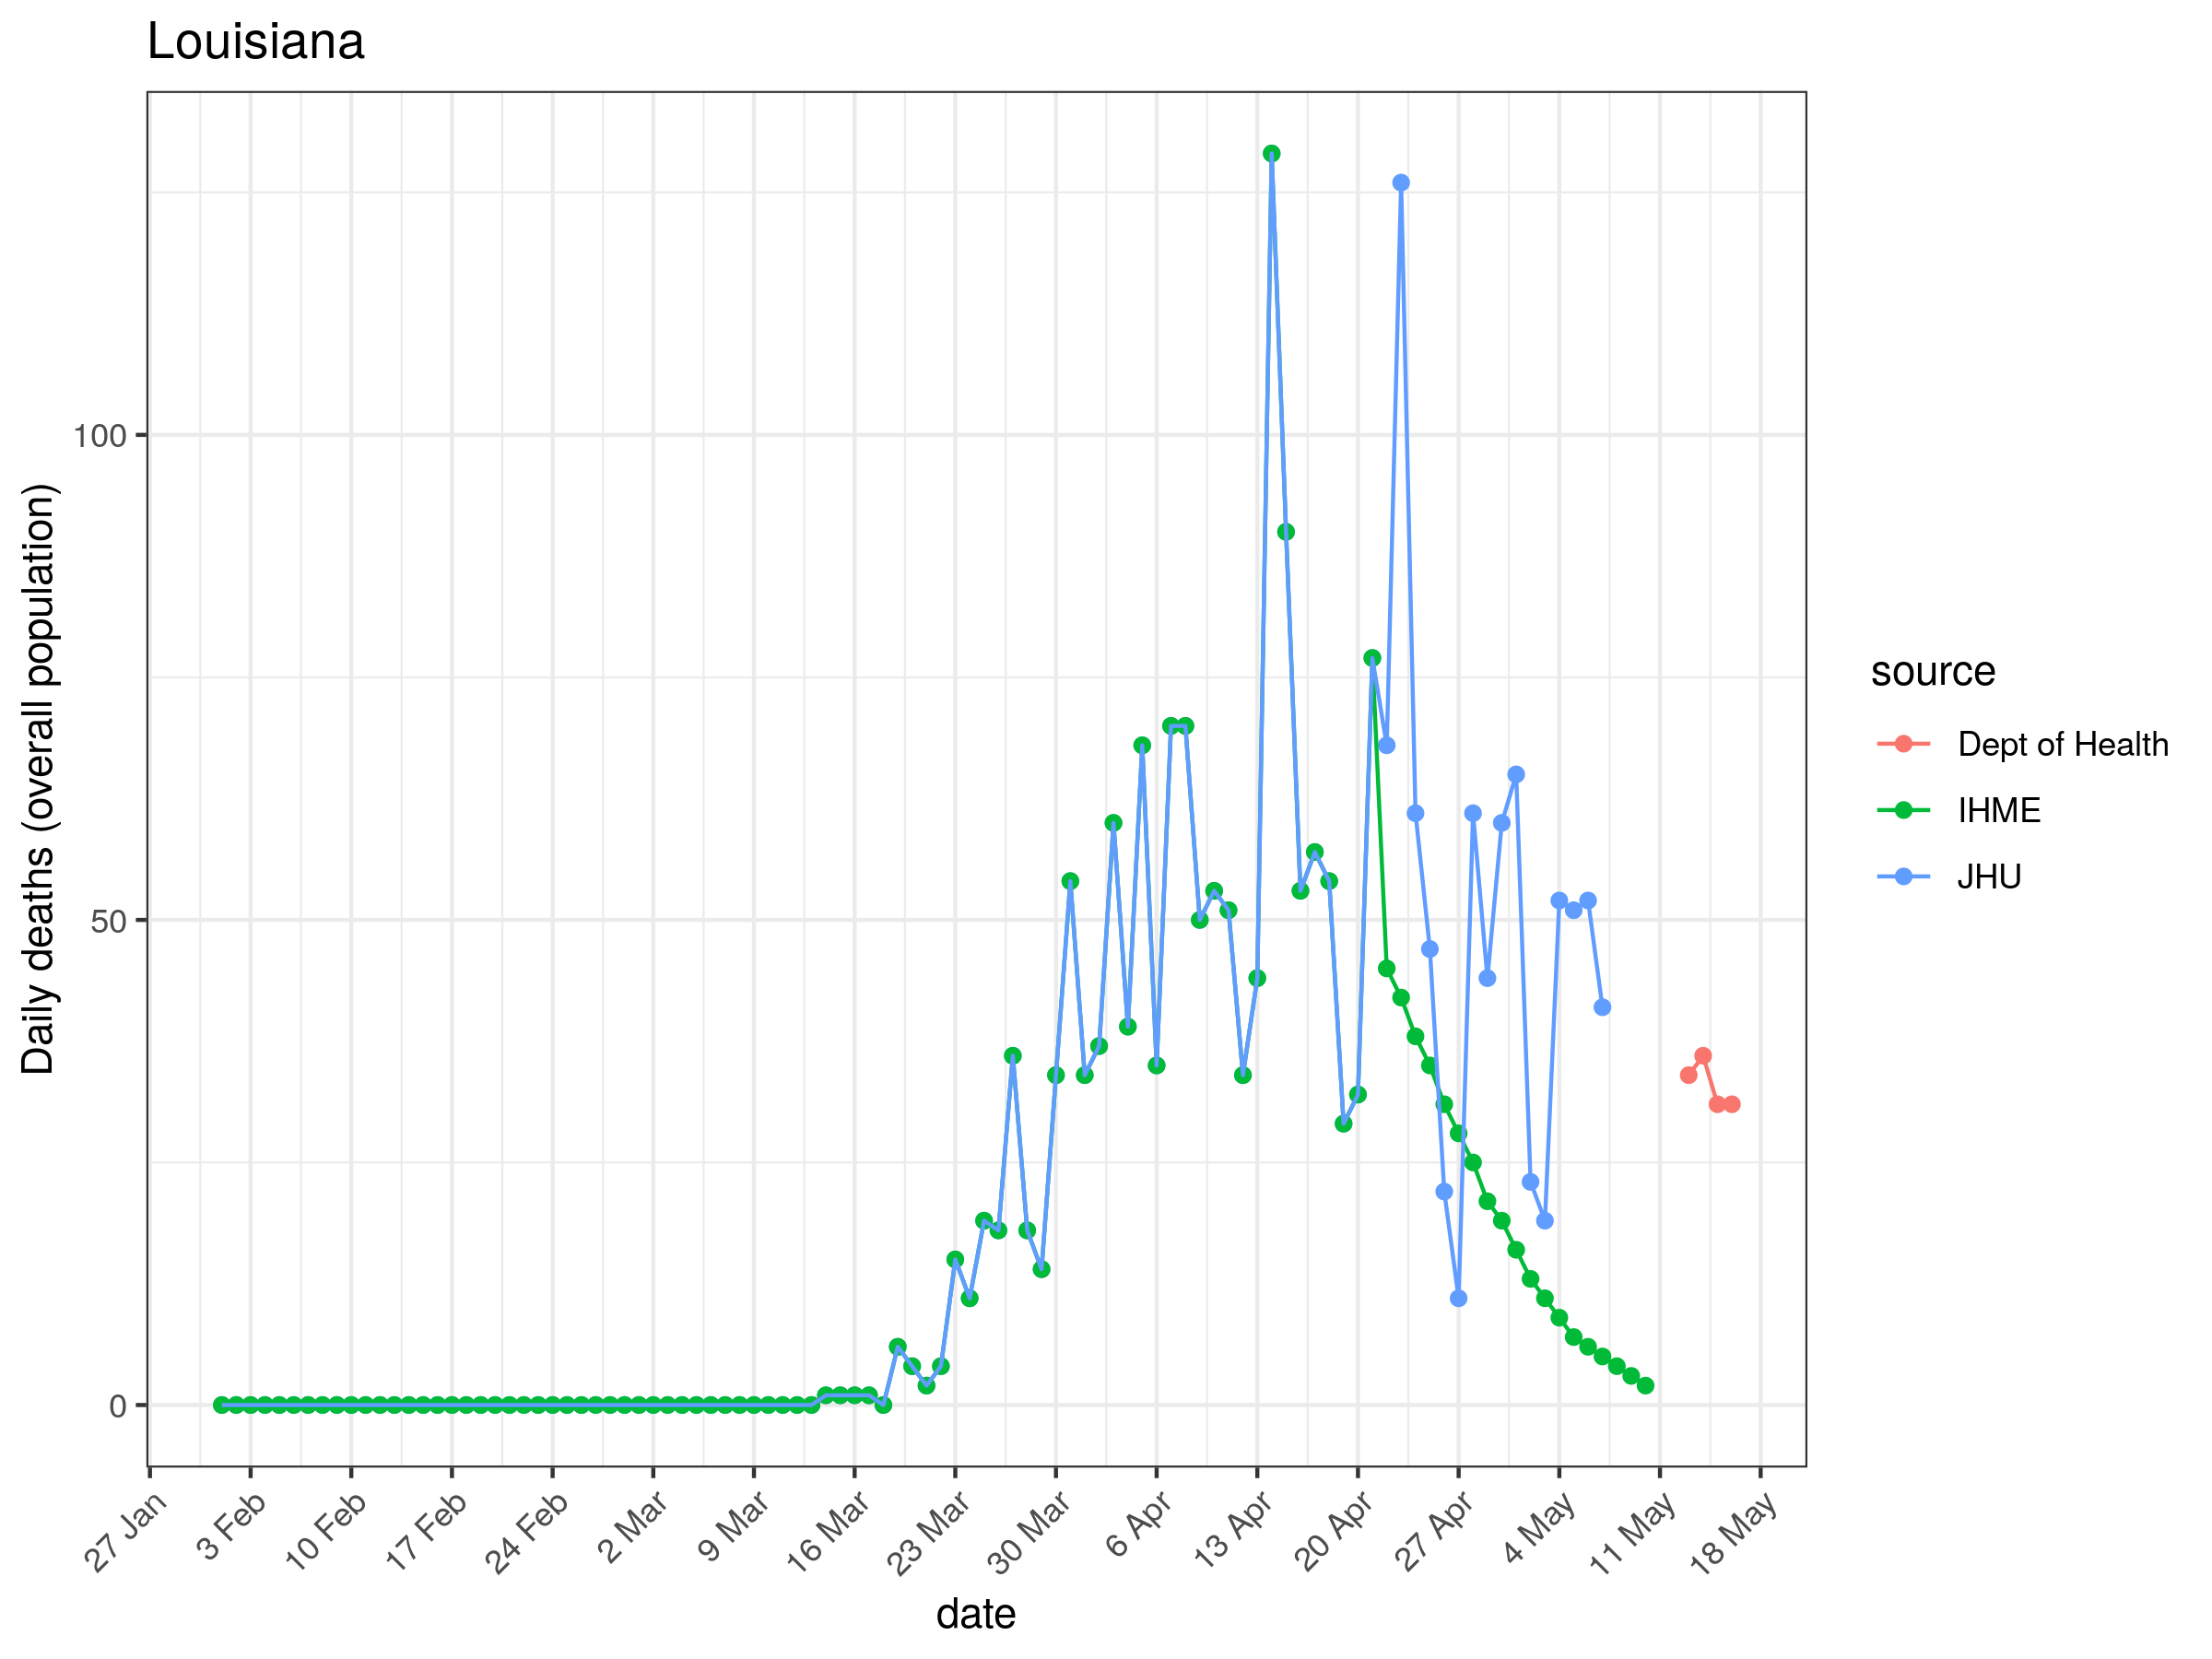 Louisiana
Daily deaths (overall population)
100
50
0
27 Jan
3 Feb
10 Feb
17 Feb
24 Feb
2 Mar
9 Mar
16 Mar
23 Mar
30 Mar
6 Apr
13 Apr
20 Apr
27 Apr
4 May
11 May
18 May
date
source
Dept of Health
IHME
JHU